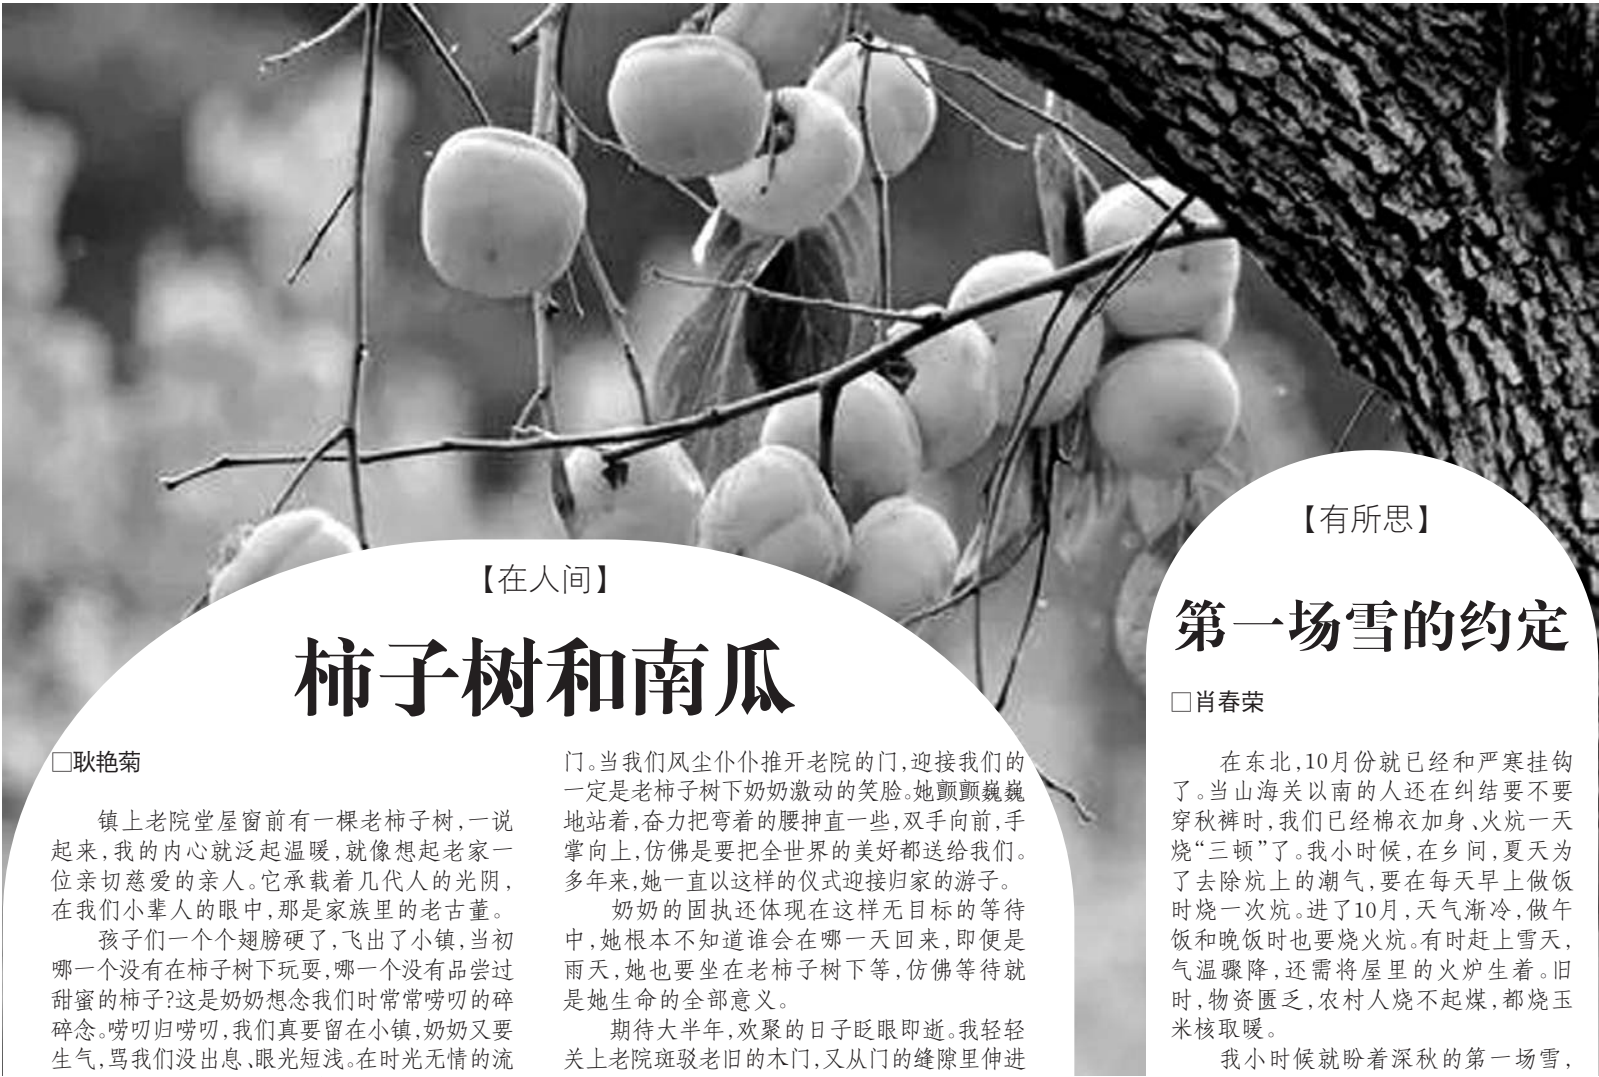 【在人间】
柿子树和南瓜
□耿艳菊
镇上老院堂屋窗前有一棵老柿子树，一说
起来，我的内心就泛起温暖，就像想起老家一
位亲切慈爱的亲人。它承载着几代人的光阴，
在我们小辈人的眼中，那是家族里的老古董。
孩子们一个个翅膀硬了，飞出了小镇，当初
哪一个没有在柿子树下玩耍，哪一个没有品尝过
甜蜜的柿子？这是奶奶想念我们时常常唠叨的碎
碎念。唠叨归唠叨，我们真要留在小镇，奶奶又要
生气，骂我们没出息、眼光短浅。在时光无情的流
门。当我们风尘仆仆推开老院的门，迎接我们的
一定是老柿子树下奶奶激动的笑脸。她颤颤巍巍
地站着，奋力把弯着的腰抻直一些，双手向前，手
掌向上，仿佛是要把全世界的美好都送给我们。
多年来，她一直以这样的仪式迎接归家的游子。
奶奶的固执还体现在这样无目标的等待
中，她根本不知道谁会在哪一天回来，即便是
雨天，她也要坐在老柿子树下等，仿佛等待就
是她生命的全部意义。
期待大半年，欢聚的日子眨眼即逝。我轻轻
关上老院斑驳老旧的木门，又从门的缝隙里伸进
【有所思】
第一场雪的约定
□肖春荣
在东北，10月份就已经和严寒挂钩
了。当山海关以南的人还在纠结要不要
穿秋裤时，我们已经棉衣加身、火炕一天
烧“三顿”了。我小时候，在乡间，夏天为
了去除炕上的潮气，要在每天早上做饭
时烧一次炕。进了10月，天气渐冷，做午
饭和晚饭时也要烧火炕。有时赶上雪天，
气温骤降，还需将屋里的火炉生着。旧
时，物资匮乏，农村人烧不起煤，都烧玉
米核取暖。
我小时候就盼着深秋的第一场雪，